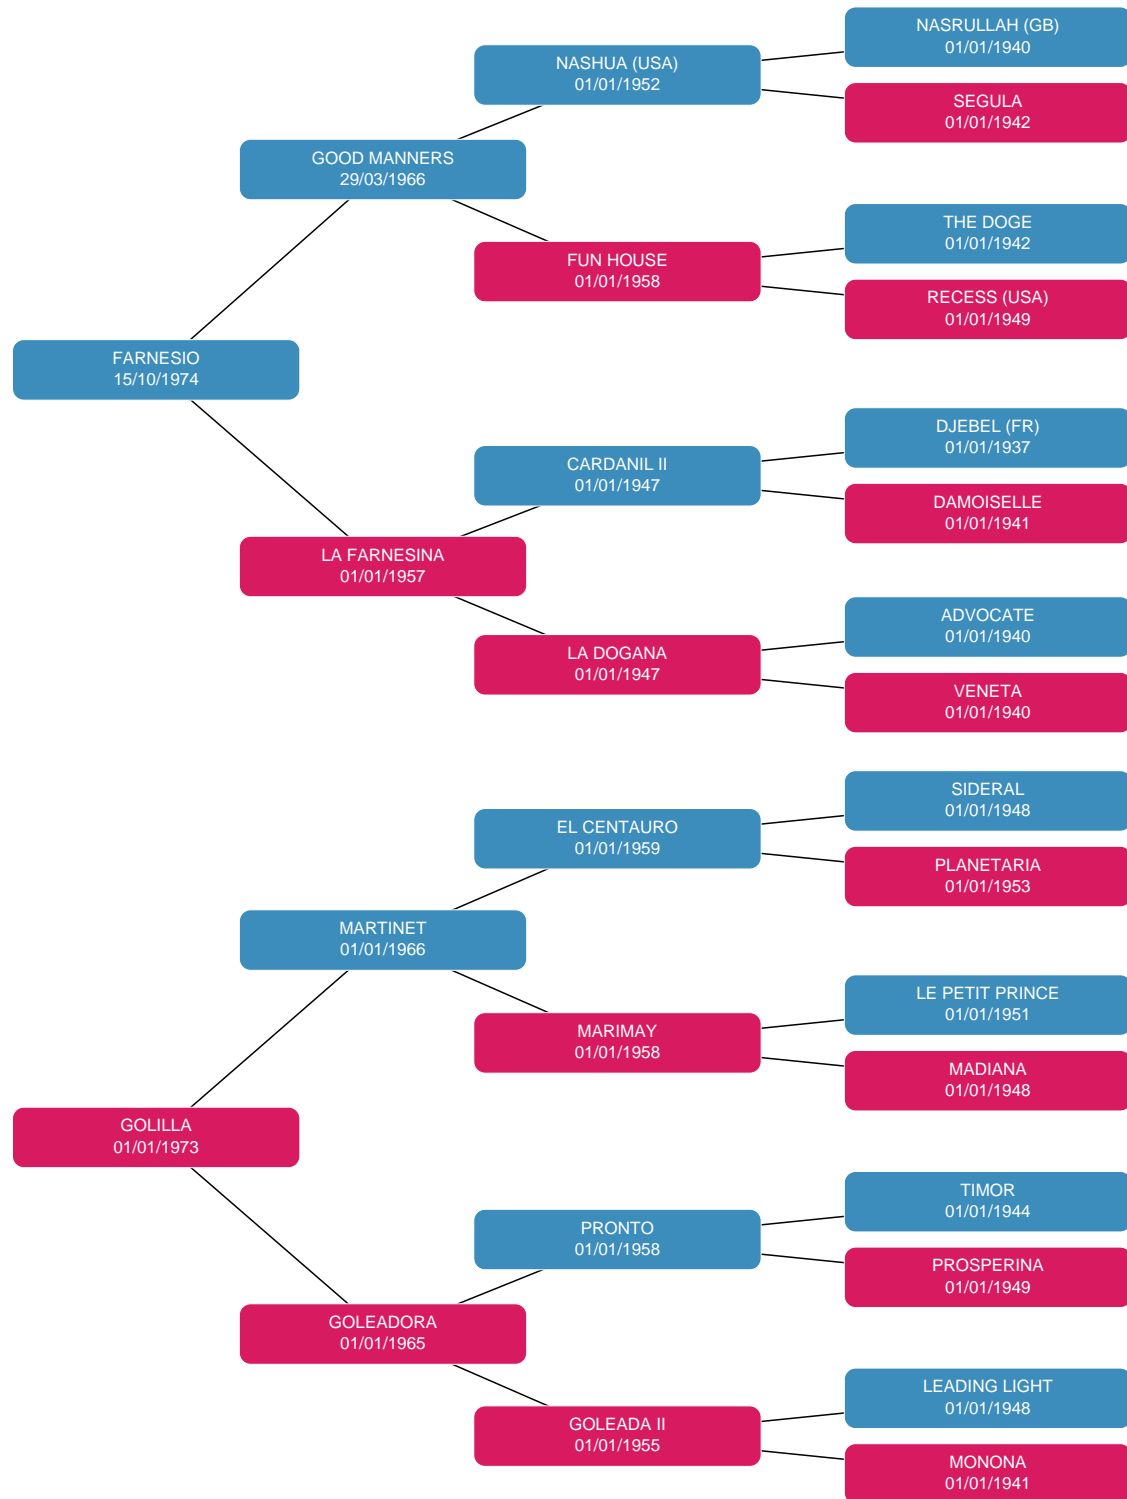 NASRULLAH (GB)
01/01/1940
NASHUA (USA)
01/01/1952
SEGULA
01/01/1942
GOOD MANNERS
29/03/1966
THE DOGE
01/01/1942
FUN HOUSE
01/01/1958
RECESS (USA)
01/01/1949
FARNESIO
15/10/1974
DJEBEL (FR)
01/01/1937
CARDANIL II
01/01/1947
DAMOISELLE
01/01/1941
LA FARNESINA
01/01/1957
ADVOCATE
01/01/1940
LA DOGANA
01/01/1947
VENETA
01/01/1940
SIDERAL
01/01/1948
EL CENTAURO
01/01/1959
PLANETARIA
01/01/1953
MARTINET
01/01/1966
LE PETIT PRINCE
01/01/1951
MARIMAY
01/01/1958
MADIANA
01/01/1948
GOLILLA
01/01/1973
TIMOR
01/01/1944
PRONTO
01/01/1958
PROSPERINA
01/01/1949
GOLEADORA
01/01/1965
LEADING LIGHT
01/01/1948
GOLEADA II
01/01/1955
MONONA
01/01/1941